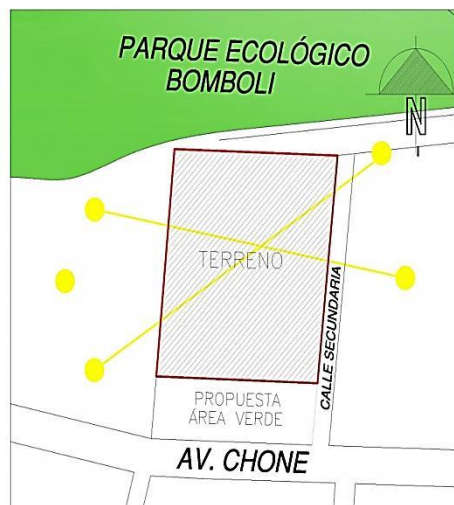 PARQUE ECOLÓGICO
BOMBOLI
N
TERRENO
CALLE SECUNDARIA
PROPUESTA
ÁREA VERDE
AV. CHONE